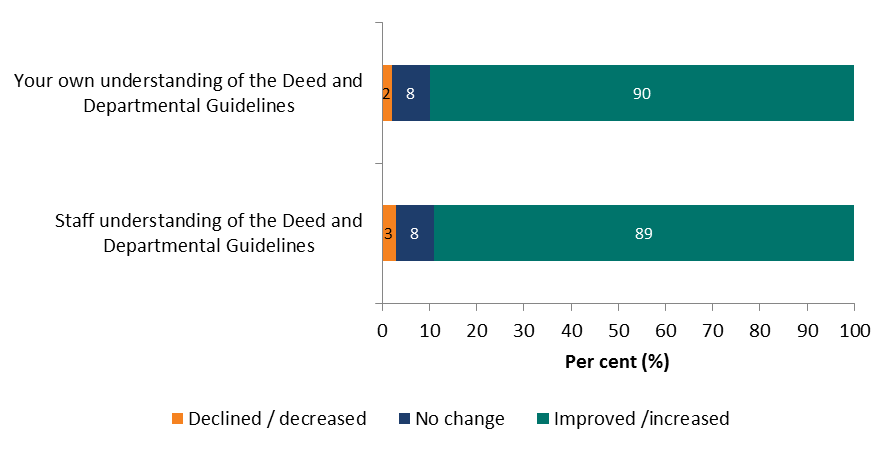 Your own understanding of the Deed and
Departmental Guidelines
2 8 90
Staff understanding of the Deed and
Departmental Guidelines
3 8 89
0 10 20 30 40 50 60 70 80 90 100
Per cent (%)
Declined / decreased No change Improved /increased